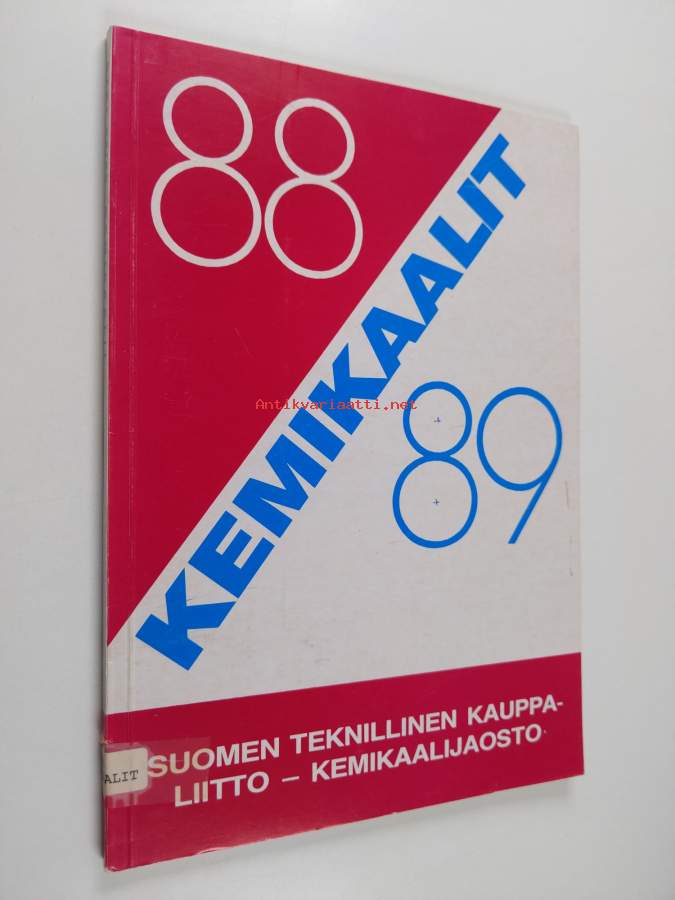 88
KEMIKAALIT
Antikvariaatti.net
89
SUOMEN TEKNILLINEN KAUPPA-
LIITTO – KEMIKAALIJAOSTO
ALIT